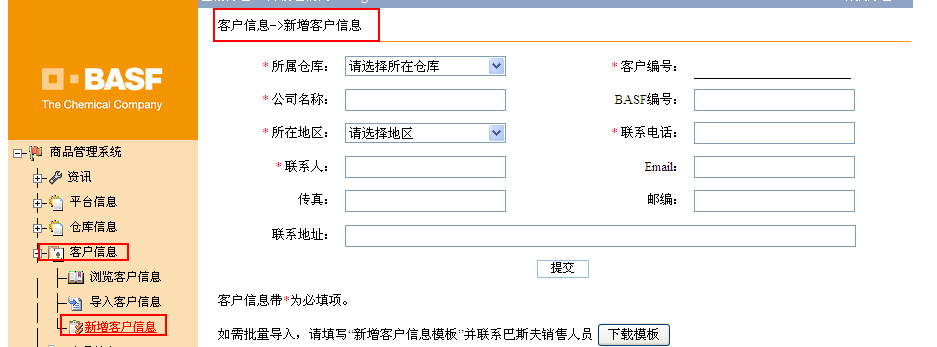 客户信息->新增客户信息
BASF
The Chemical Company
商品管理系统
资讯
平台信息
仓库信息
客户信息
浏览客户信息
导入客户信息
新增客户信息
*所属仓库： 请选择所在仓库 *客户编号：
*公司名称： BASF编号：
*所在地区： 请选择地区 *联系电话：
*联系人： Email:
传真： 邮编：
联系地址：
提交
客户信息带*为必填项。
如需批量导入，请填写“新增客户信息模板”并联系巴斯夫销售人员 下载模板